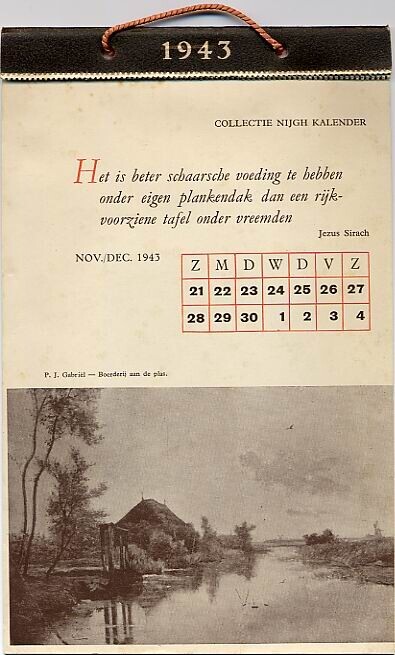 1943
COLLECTIE NIJGH KALENDER
Het is beter schaarsche voeding te hebben
onder eigen plankendak dan een rijk-
voorziene tafel onder vreemden
Jezus Sirach
NOV./DEC. 1943
Z M D W D V Z
21 22 23 24 25 26 27
28 29 30 1 2 3 4
P. J. Gabriël — Boerderij aan de plas.